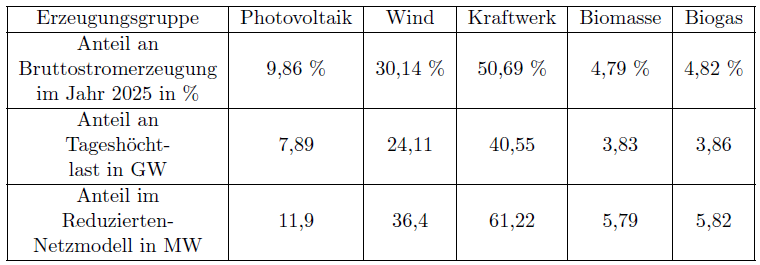 Erzeugungsgruppe Photovoltaik Wind Kraftwerk Biomasse Biogas
Anteil an
Bruttostromerzeugung 9,86 % 30,14 % 50,69 % 4,79 % 4,82 %
im Jahr 2025 in %
Anteil an
Tageshöcht- 7,89 24,11 40,55 3,83 3,86
last in GW
Anteil im
Reduzierten- 11,9 36,4 61,22 5,79 5,82
Netzmodell in MW